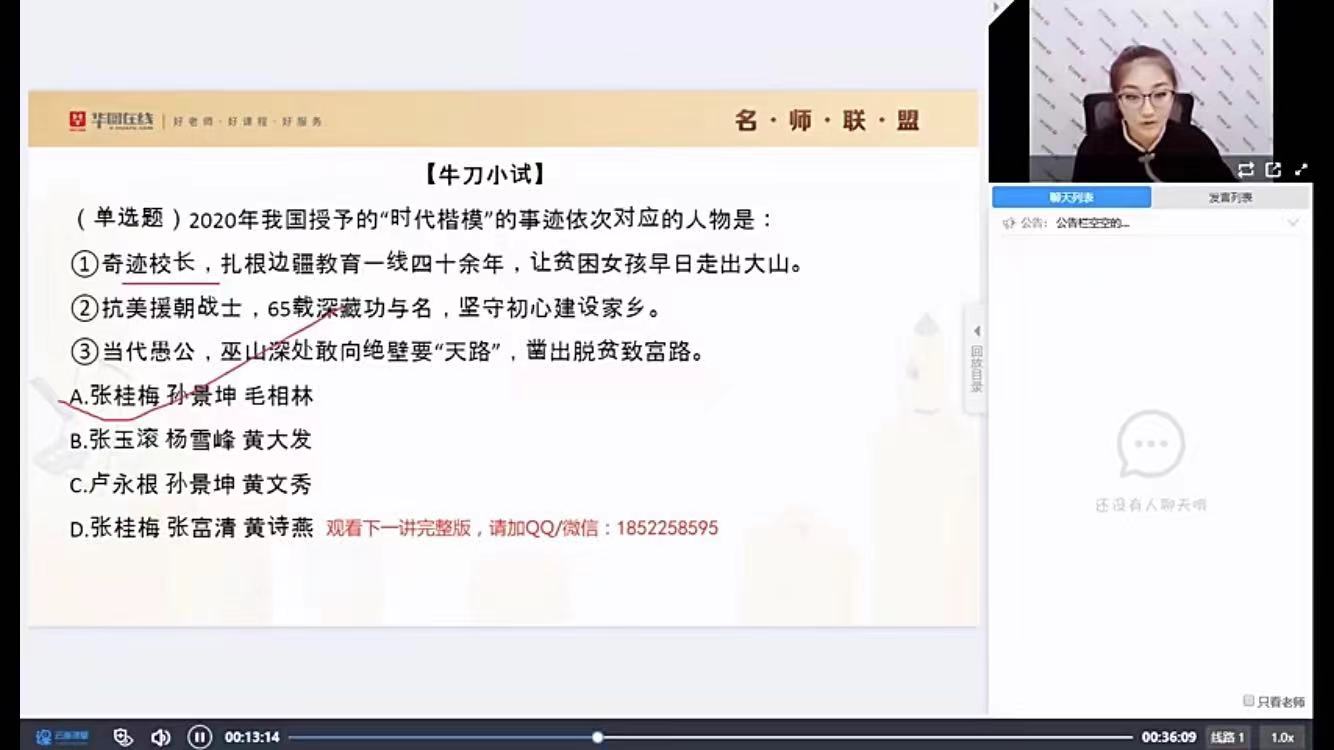 华图在线 | 好老师·好课程·好服务
名·师·联·盟
【牛刀小试】
（单选题）2020年我国授予的“时代楷模”的事迹依次对应的人物是：
①奇迹校长，扎根边疆教育一线四十余年，让贫困女孩早日走出大山。
②抗美援朝战士，65载深藏功与名，坚守初心建设家乡。
③当代愚公，巫山深处敢向绝壁要“天路”，凿出脱贫致富路。
A.张桂梅 孙景坤 毛相林
B.张玉滚 杨雪峰 黄大发
C.卢永根 孙景坤 黄文秀
D.张桂梅 张富清 黄诗燕 观看下一讲完整版，请加QQ/微信：1852258595
回放目录
聊天列表 发言列表
公告： 公告栏空空的...
还没有人聊天哦
只看老师
00:13:14 00:36:09 线路 1 1.0x